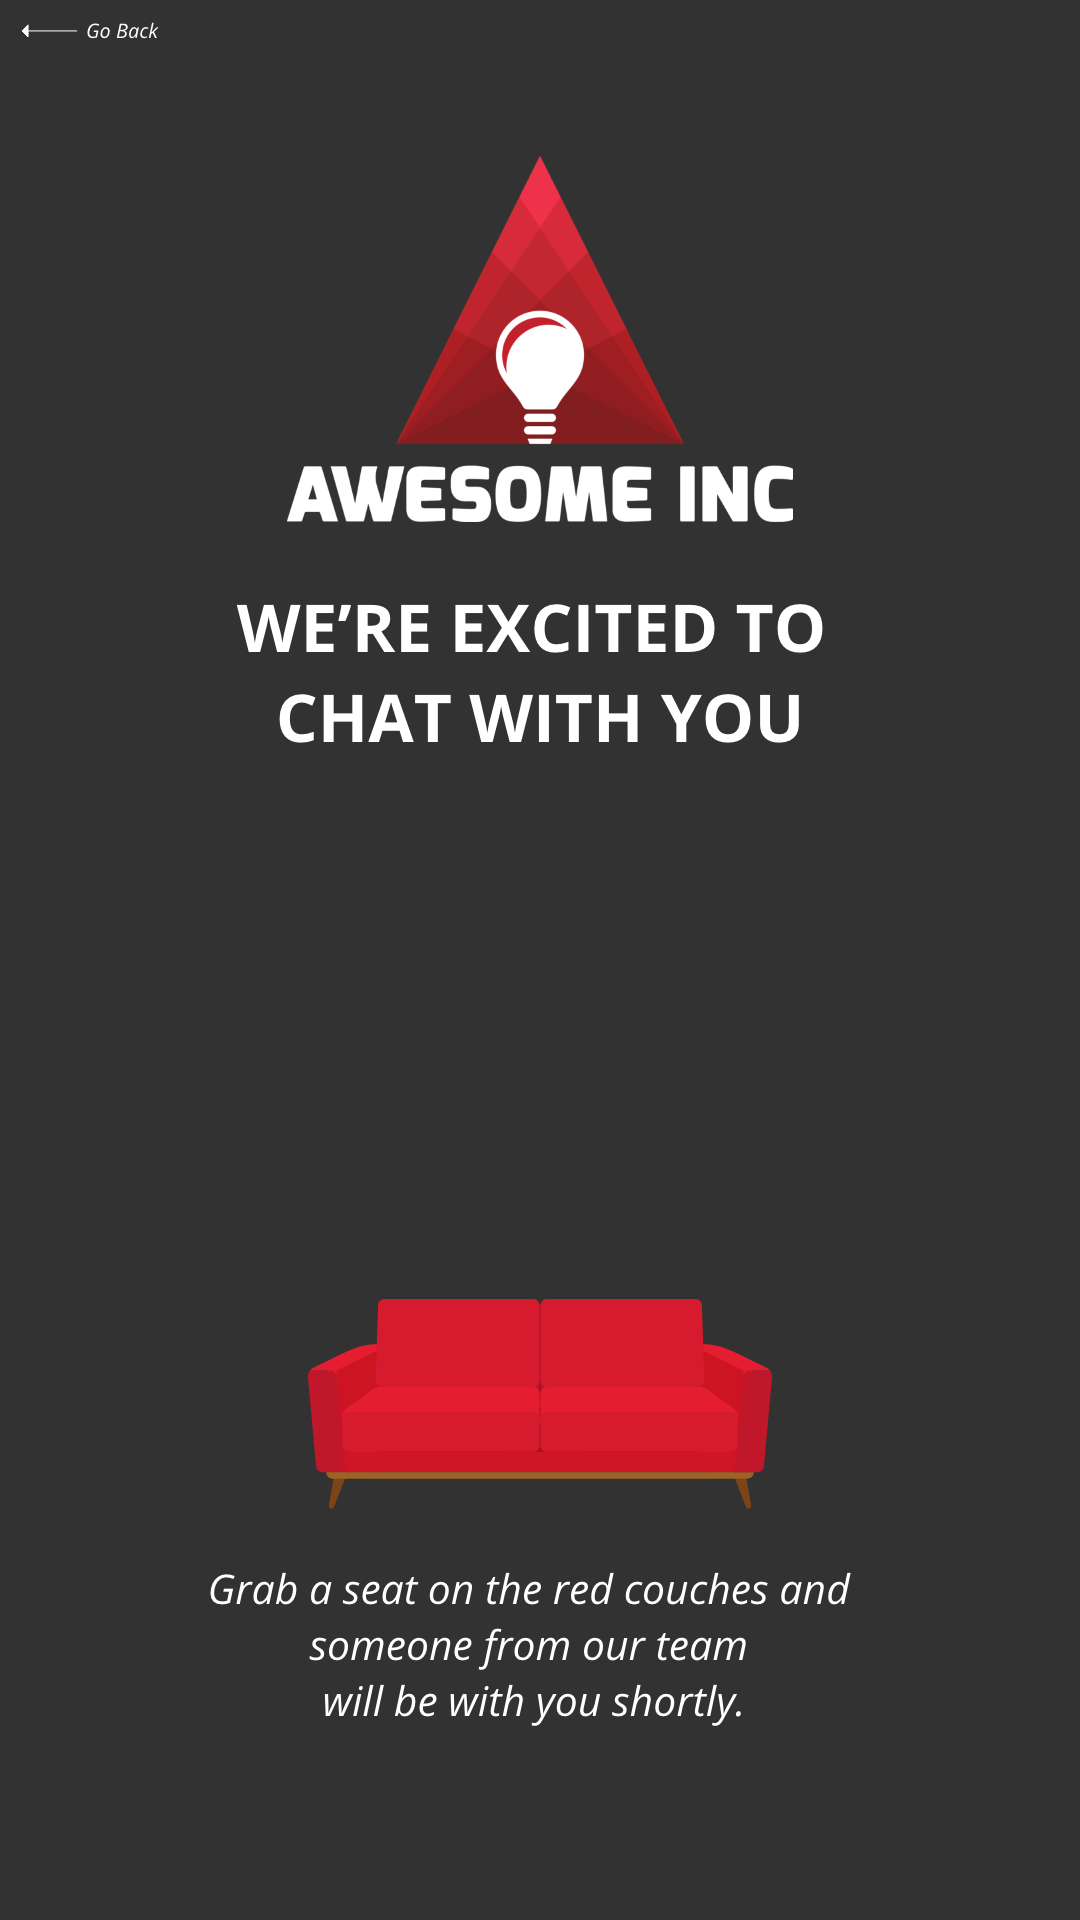 Go Back
AWESOME INC
WE’RE EXCITED TO
CHAT WITH YOU
Grab a seat on the red couches and
someone from our team
will be with you shortly.